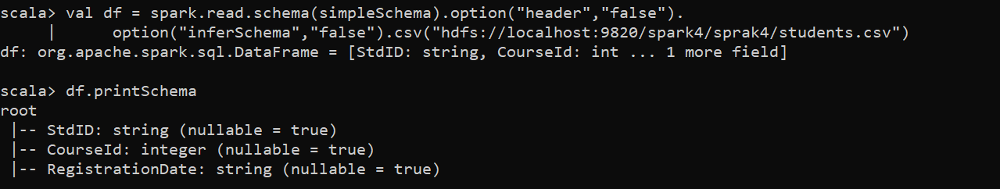 scala> val df = spark.read.schema(simpleSchema).option("header","false").
     |      option("inferSchema","false").csv("hdfs://localhost:9820/spark4/sprak4/students.csv")
df: org.apache.spark.sql.DataFrame = [StdID: string, CourseId: int ... 1 more field]
scala> df.printSchema
root
 |-- StdID: string (nullable = true)
 |-- CourseId: integer (nullable = true)
 |-- RegistrationDate: string (nullable = true)